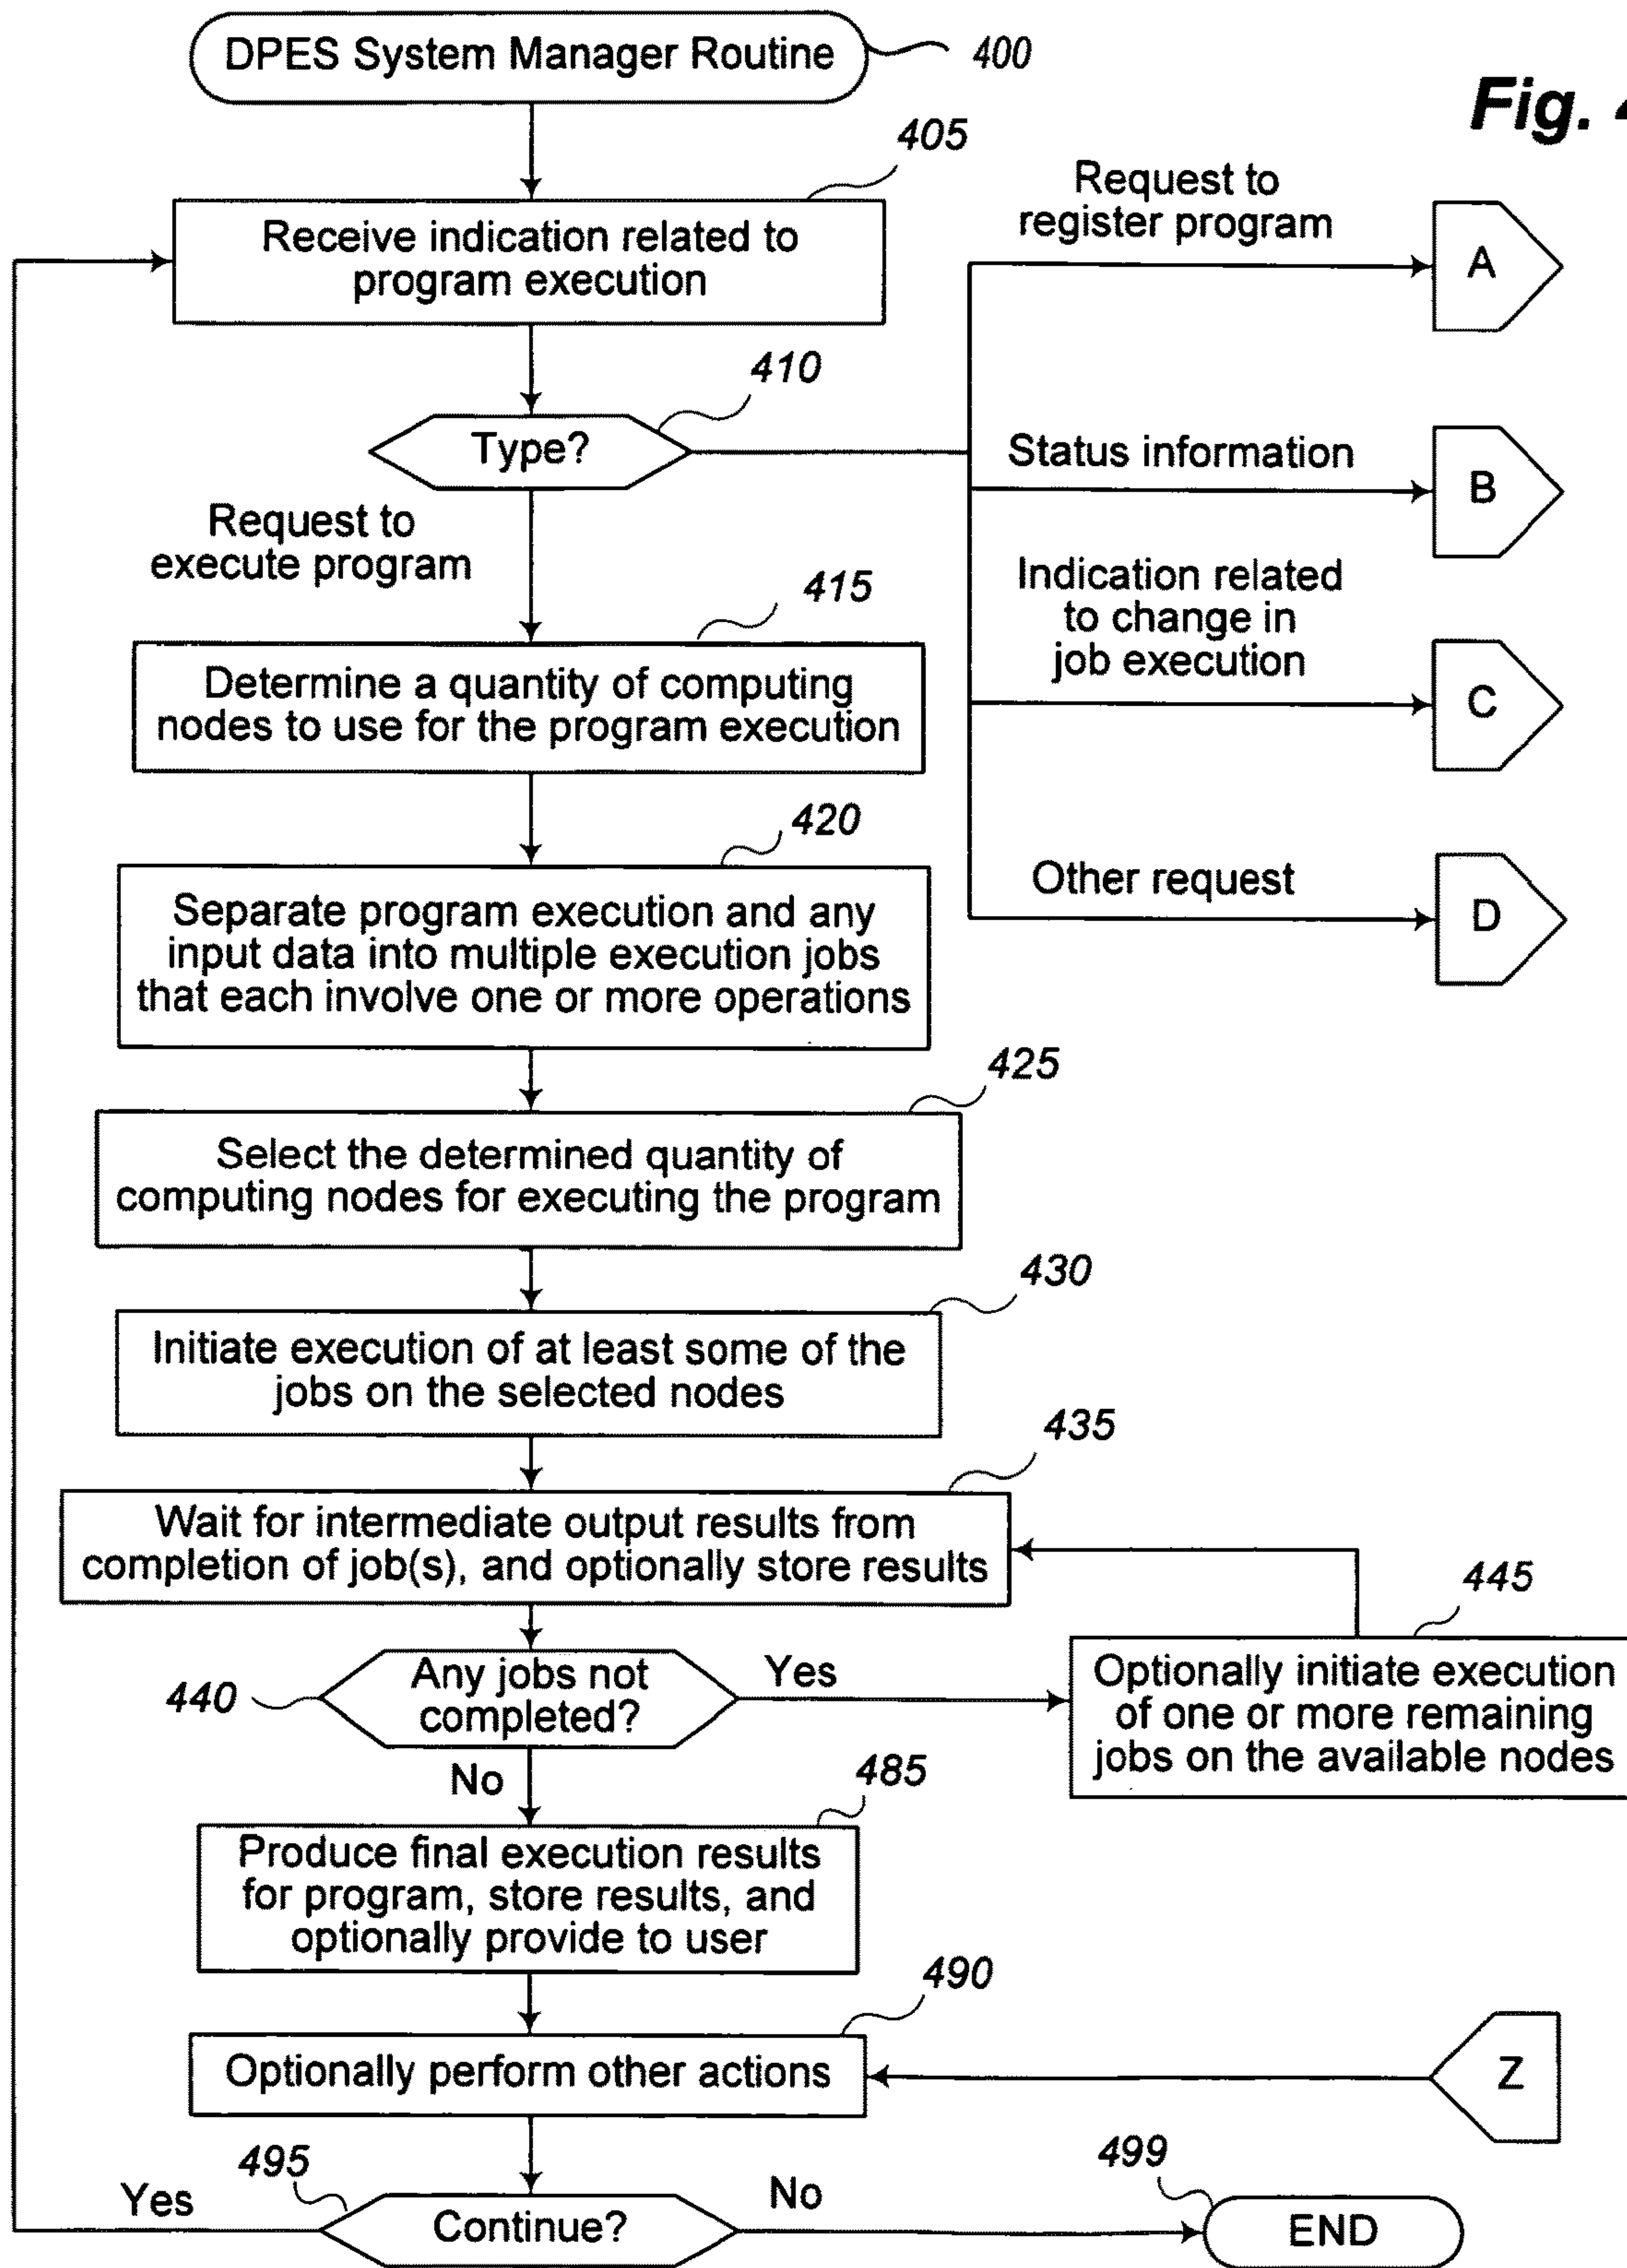 DPES System Manager Routine
400
Fig. 4
405
Receive indication related to
program execution
Request to
register program
A
410
Type?
Status information
B
Request to
execute program
Indication related
to change in
job execution
C
415
Determine a quantity of computing
nodes to use for the program execution
Other request
D
420
Separate program execution and any
input data into multiple execution jobs
that each involve one or more operations
425
Select the determined quantity of
computing nodes for executing the program
430
Initiate execution of at least some of the
jobs on the selected nodes
435
Wait for intermediate output results from
completion of job(s), and optionally store results
445
440
Any jobs not
completed?
Yes
Optionally initiate execution
of one or more remaining
jobs on the available nodes
No
485
Produce final execution results
for program, store results, and
optionally provide to user
490
Optionally perform other actions
Z
495
Yes
Continue?
No
499
END